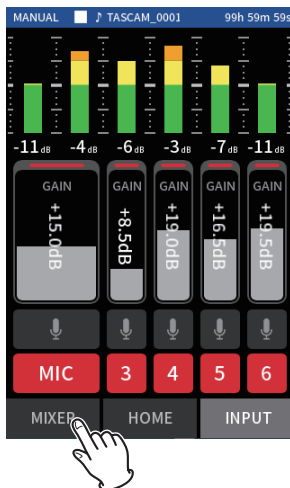 MANUAL ♪ TASCAM_0001 99h 59m 59s
-11dB -4dB -6dB -3dB -7dB -11dB
GAIN GAIN GAIN GAIN GAIN
+15.0dB +8.5dB +19.0dB +16.5dB +19.5dB
MIC 3 4 5 6
MIXER HOME INPUT